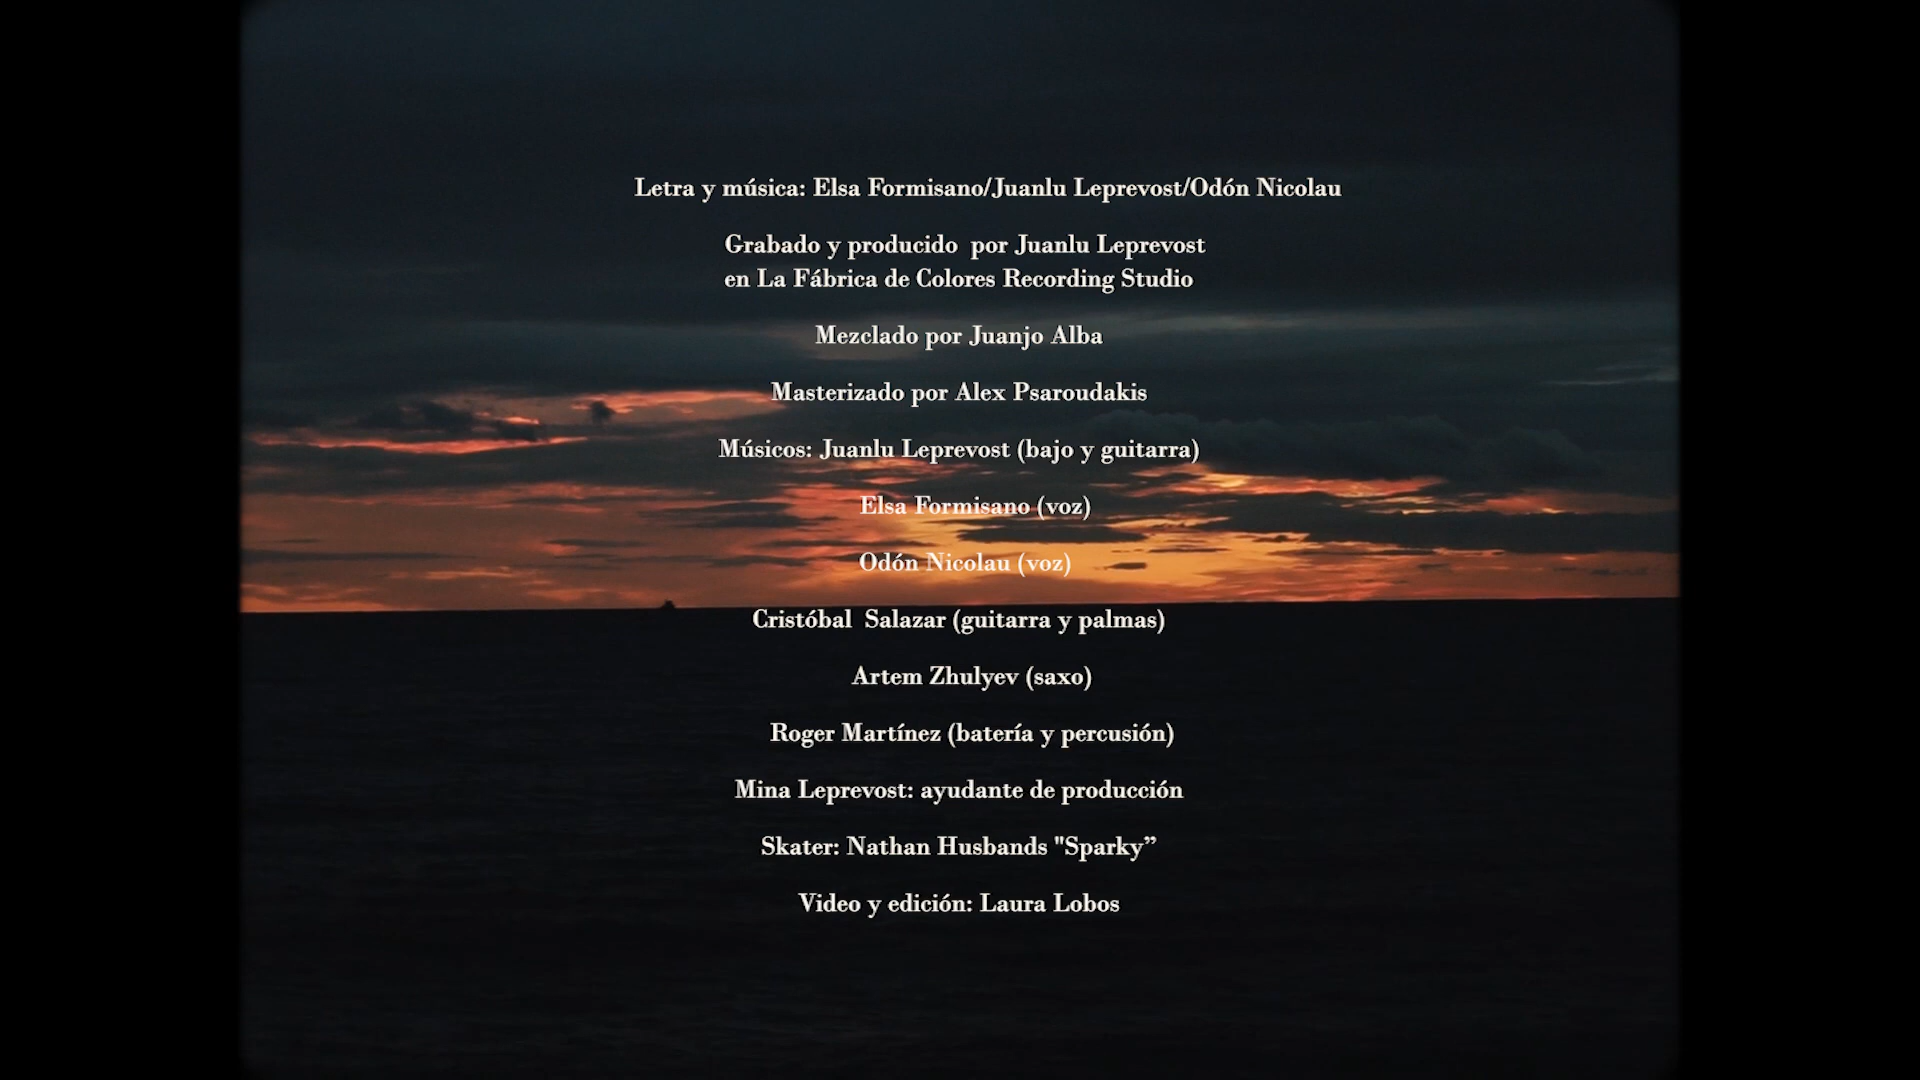 Letra y música: Elsa Formisano/Juanlu Leprevost/Odón Nicolau
Grabado y producido  por Juanlu Leprevost
en La Fábrica de Colores Recording Studio
Mezclado por Juanjo Alba
Masterizado por Alex Psaroudakis
Músicos: Juanlu Leprevost (bajo y guitarra)
Elsa Formisano (voz)
Odón Nicolau (voz)
Cristóbal  Salazar (guitarra y palmas)
Artem Zhulyev (saxo)
Roger Martínez (batería y percusión)
Mina Leprevost: ayudante de producción
Skater: Nathan Husbands "Sparky”
Video y edición: Laura Lobos